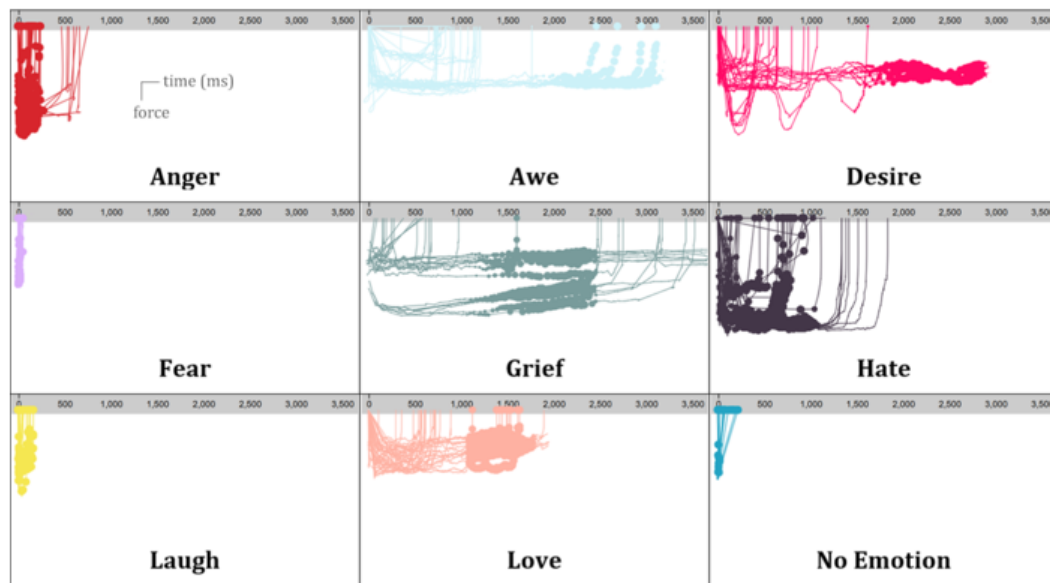 0 500 1,000 1,500 2,000 2,500 3,000 3,500
time (ms)
force
Anger
0 500 1,000 1,500 2,000 2,500 3,000 3,500
Awe
0 500 1,000 1,500 2,000 2,500 3,000 3,500
Desire
0 500 1,000 1,500 2,000 2,500 3,000 3,500
Fear
0 500 1,000 1,500 2,000 2,500 3,000 3,500
Grief
0 500 1,000 1,500 2,000 2,500 3,000 3,500
Hate
0 500 1,000 1,500 2,000 2,500 3,000 3,500
Laugh
0 500 1,000 1,500 2,000 2,500 3,000 3,500
Love
0 500 1,000 1,500 2,000 2,500 3,000 3,500
No Emotion